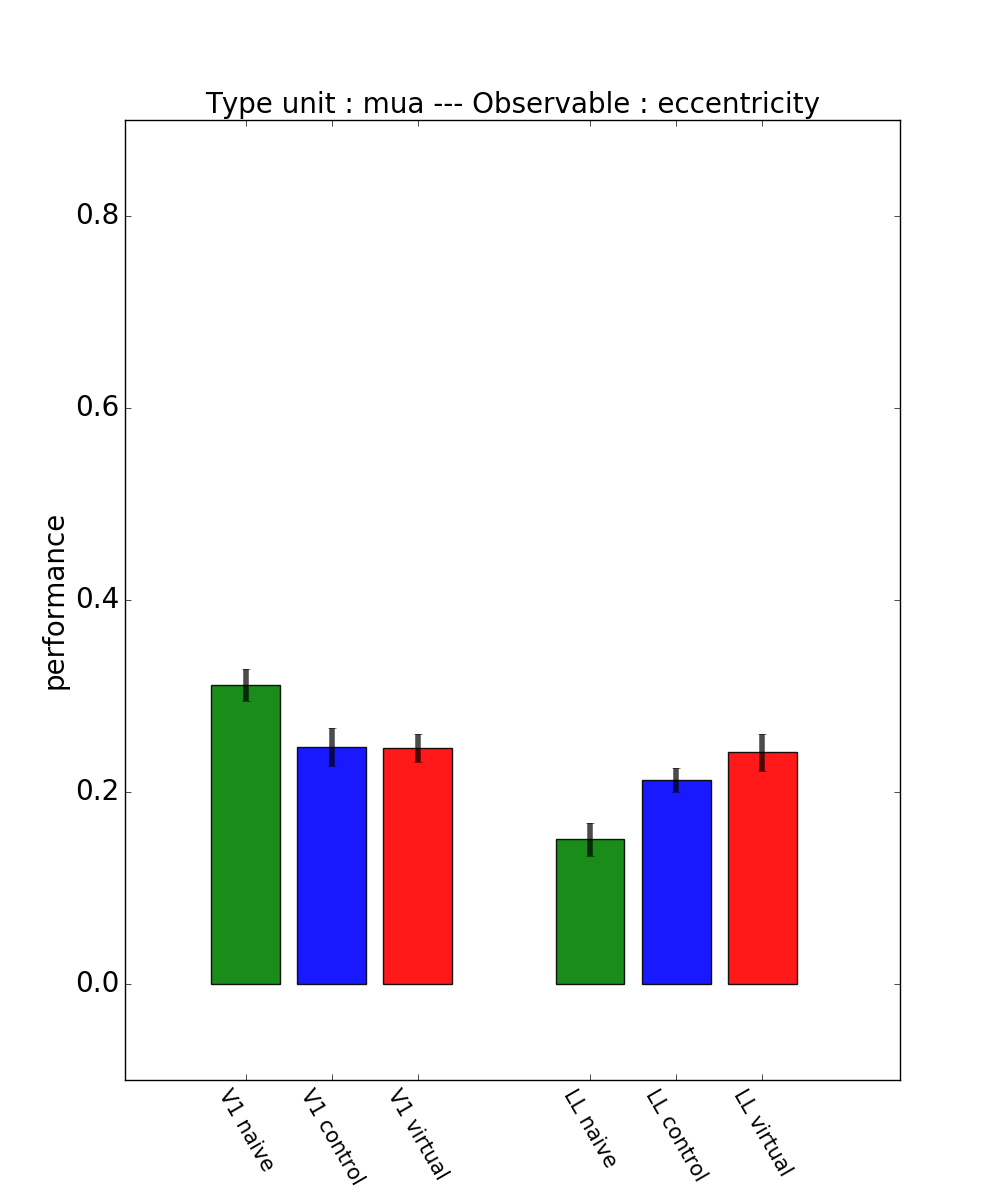 Type unit : mua --- Observable : eccentricity
0.8
0.6
0.4
0.2
0.0
performance
V1 naive
V1 control
V1 virtual
LL naive
LL control
LL virtual